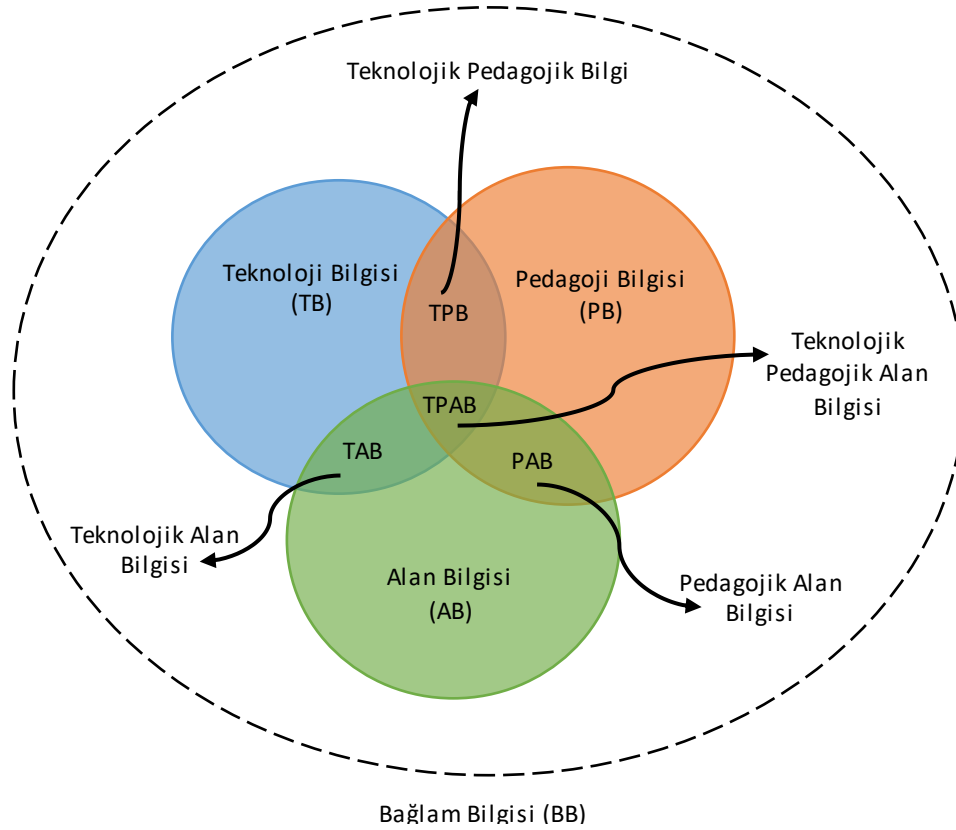 Teknolojik Pedagojik Bilgi
Teknoloji Bilgisi
(TB)
Pedagoji Bilgisi
(PB)
TPB
Teknolojik
Pedagojik Alan
Bilgisi
TPAB
TAB
PAB
Teknolojik Alan
Bilgisi
Alan Bilgisi
(AB)
Pedagojik Alan
Bilgisi
Bağlam Bilgisi (BB)